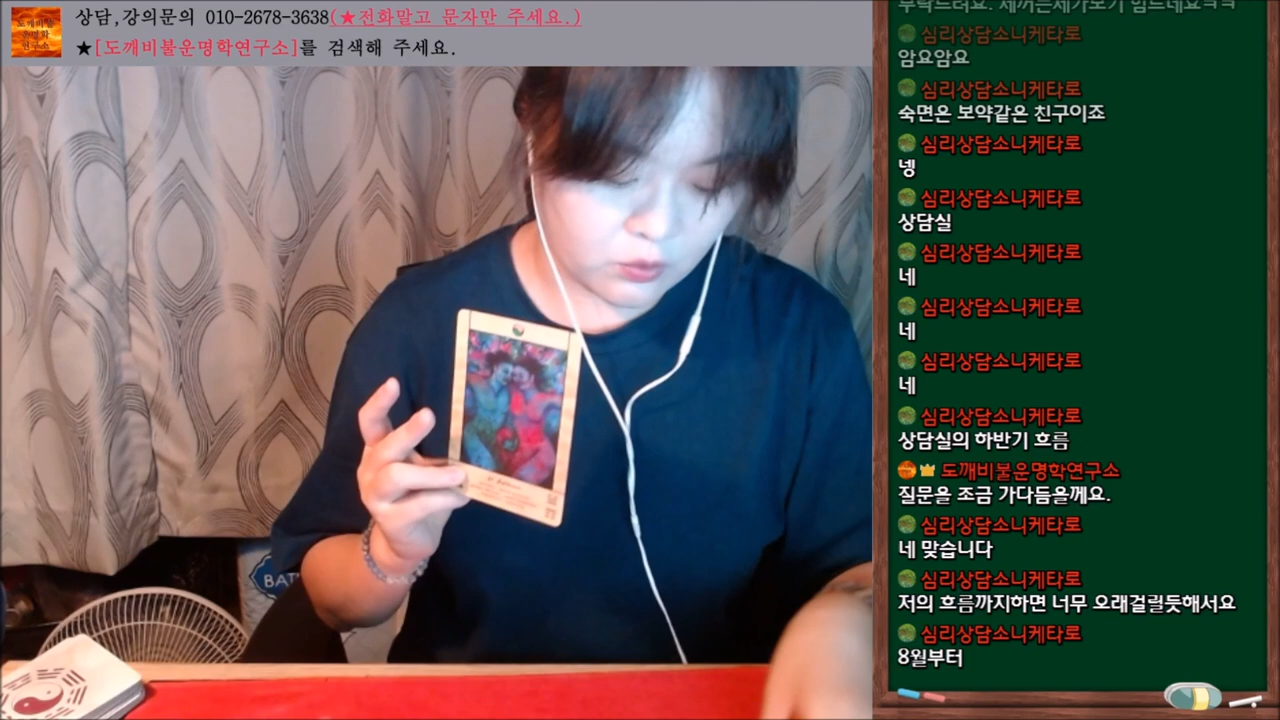 도깨비불
운명학
연구소
상담,강의문의 010-2678-3638(★전화말고 문자만 주세요.)
★[도깨비불운명학연구소]를 검색해 주세요.
BAT
심리상담소니케타로
암요암요
심리상담소니케타로
숙면은 보약같은 친구이죠
심리상담소니케타로
넹
심리상담소니케타로
상담실
심리상담소니케타로
네
심리상담소니케타로
네
심리상담소니케타로
네
심리상담소니케타로
상담실의 하반기 흐름
도깨비불운명학연구소
질문을 조금 가다듬을께요.
심리상담소니케타로
네 맞습니다
심리상담소니케타로
저의 흐름까지하면 너무 오래걸릴듯해서요
심리상담소니케타로
8월부터